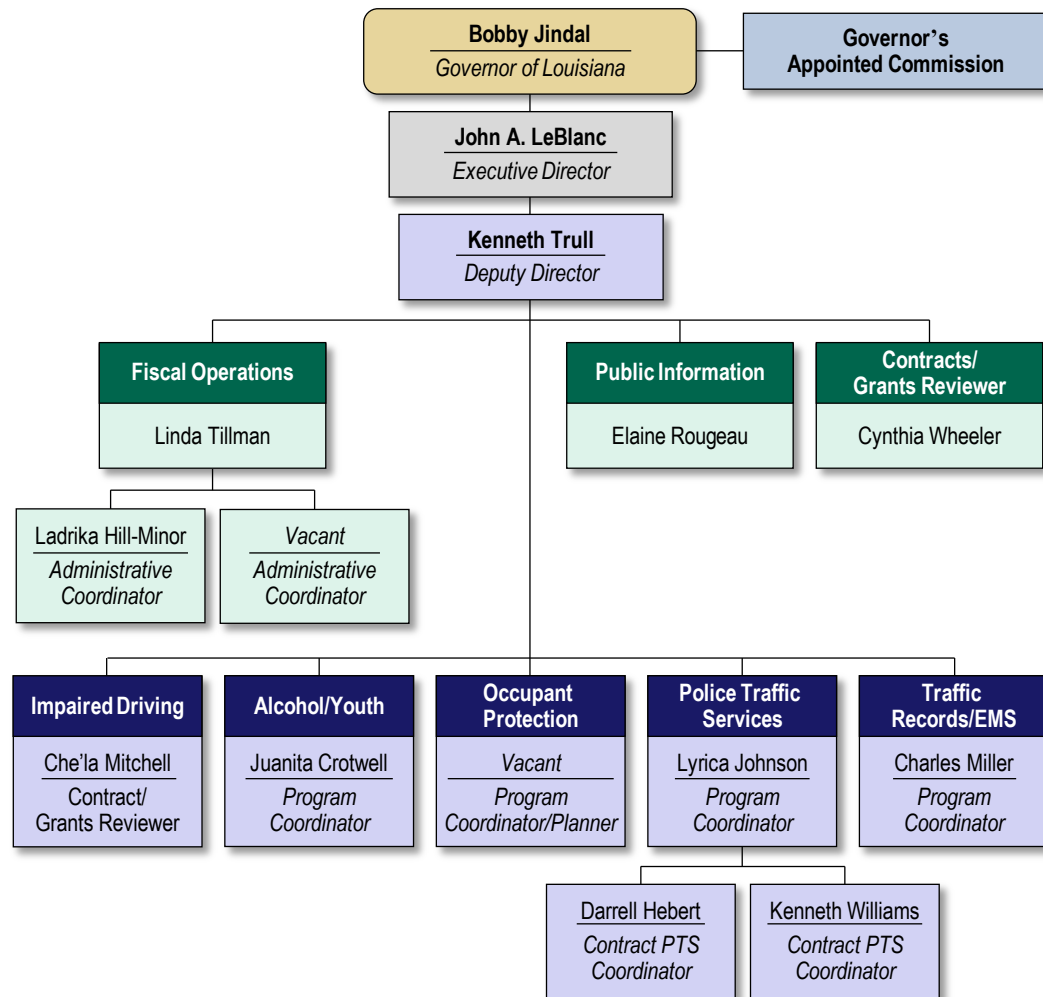 Bobby Jindal
Governor of Louisiana
Governor’s
Appointed Commission
John A. LeBlanc
Executive Director
Kenneth Trull
Deputy Director
Fiscal Operations
Linda Tillman
Public Information
Elaine Rougeau
Contracts/
Grants Reviewer
Cynthia Wheeler
Ladrika Hill-Minor
Administrative
Coordinator
Vacant
Administrative
Coordinator
Impaired Driving
Che’la Mitchell
Contract/
Grants Reviewer
Alcohol/Youth
Juanita Crotwell
Program
Coordinator
Occupant
Protection
Vacant
Program
Coordinator/Planner
Police Traffic
Services
Lyrica Johnson
Program
Coordinator
Traffic
Records/EMS
Charles Miller
Program
Coordinator
Darrell Hebert
Contract PTS
Coordinator
Kenneth Williams
Contract PTS
Coordinator